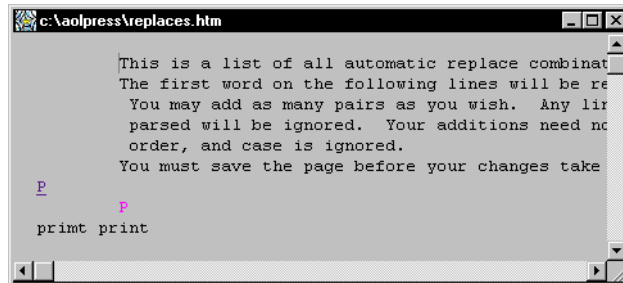 c:\aolpress\replaces.htm
This is a list of all automatic replace combinat
The first word on the following lines will be re
You may add as many pairs as you wish. Any lin
parsed will be ignored. Your additions need no
order, and case is ignored.
You must save the page before your changes take
P
P
primt print